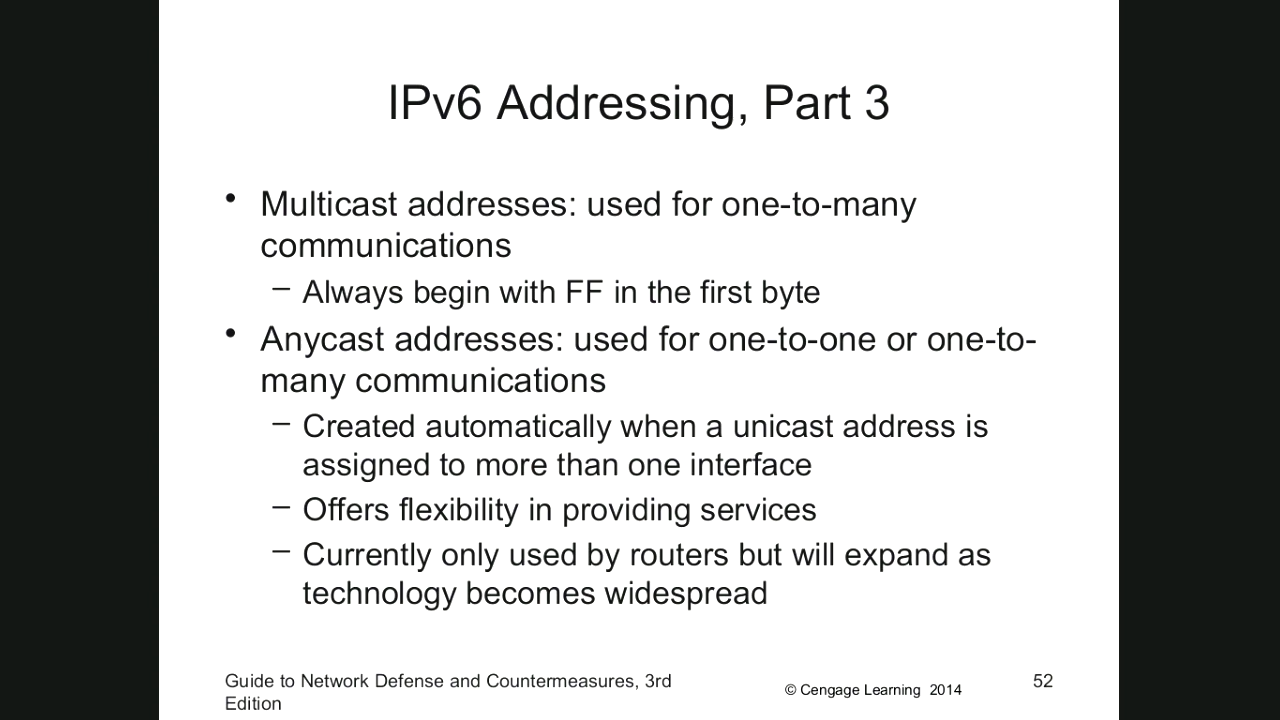 IPv6 Addressing, Part 3
• Multicast addresses: used for one-to-many
communications
– Always begin with FF in the first byte
• Anycast addresses: used for one-to-one or one-to-
many communications
– Created automatically when a unicast address is
assigned to more than one interface
– Offers flexibility in providing services
– Currently only used by routers but will expand as
technology becomes widespread
Guide to Network Defense and Countermeasures, 3rd
Edition
© Cengage Learning 2014
52